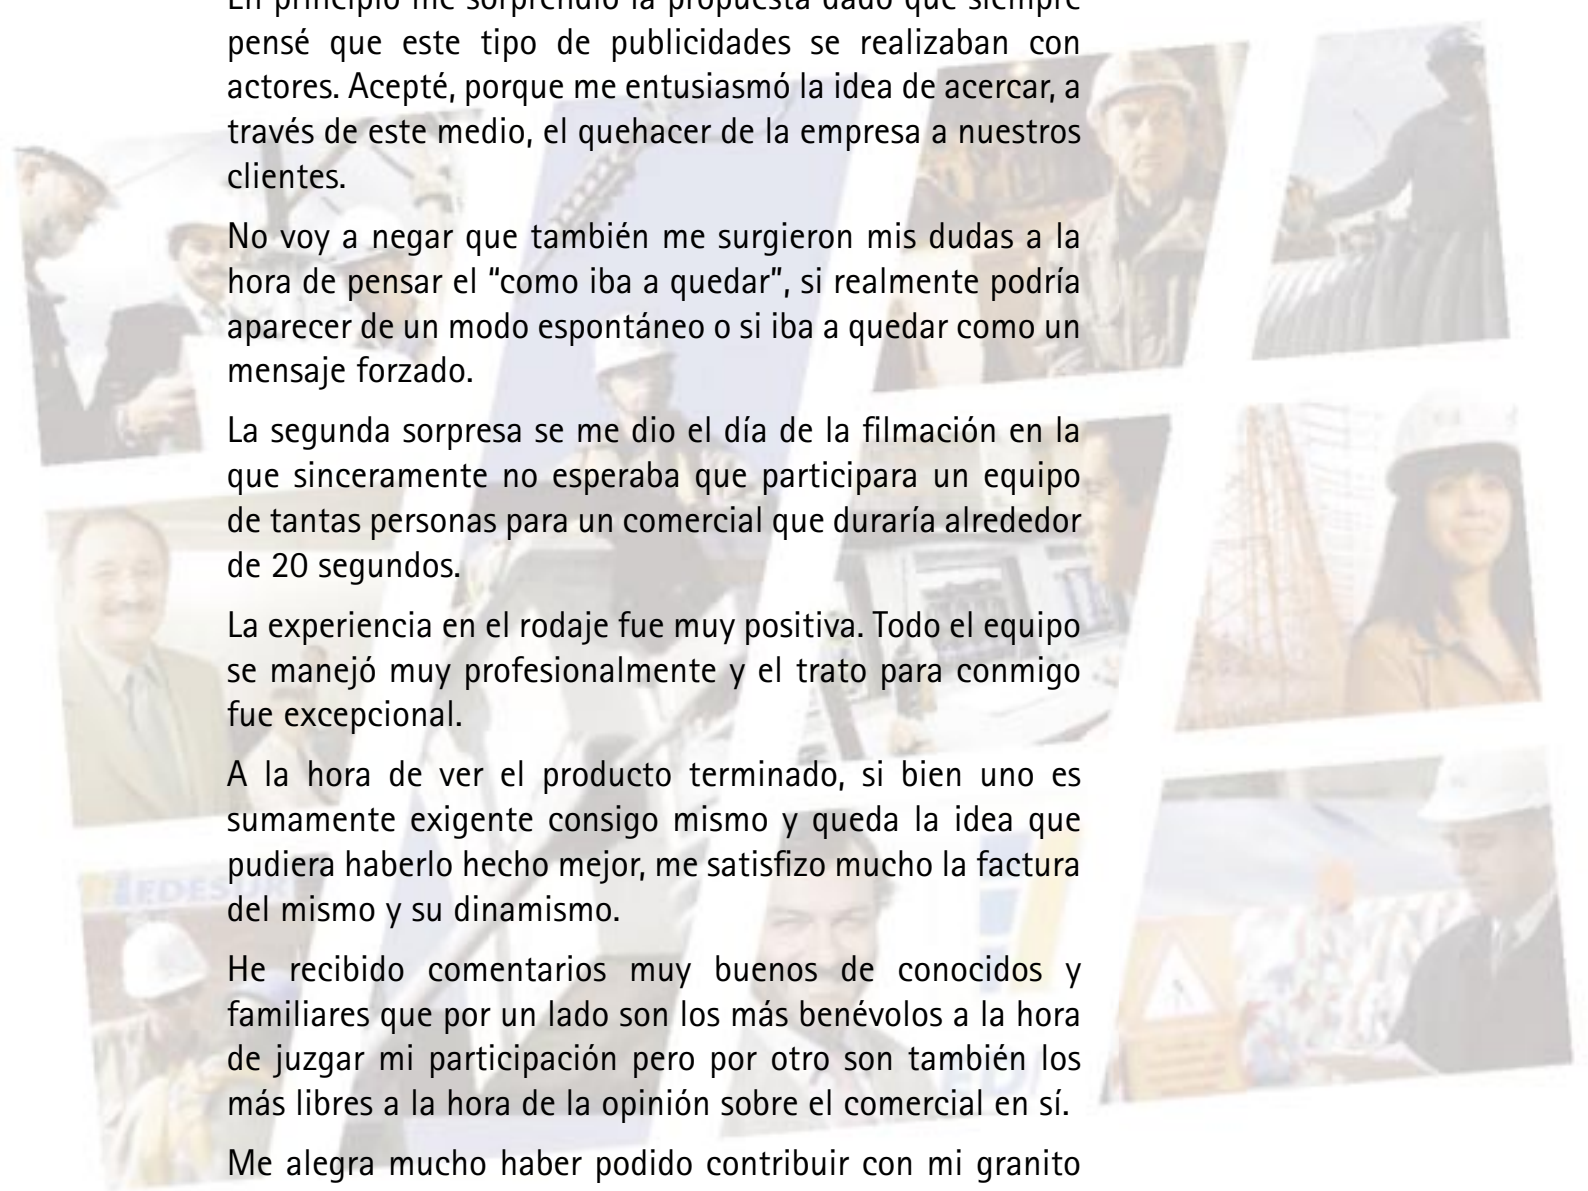 En principio me sorprendió la propuesta dado que siempre
pensé que este tipo de publicidades se realizaban con
actores. Acepté, porque me entusiasmó la idea de acercar, a
través de este medio, el quehacer de la empresa a nuestros
clientes.
No voy a negar que también me surgieron mis dudas a la
hora de pensar el “como iba a quedar”, si realmente podría
aparecer de un modo espontáneo o si iba a quedar como un
mensaje forzado.
La segunda sorpresa se me dio el día de la filmación en la
que sinceramente no esperaba que participara un equipo
de tantas personas para un comercial que duraría alrededor
de 20 segundos.
La experiencia en el rodaje fue muy positiva. Todo el equipo
se manejó muy profesionalmente y el trato para conmigo
fue excepcional.
A la hora de ver el producto terminado, si bien uno es
sumamente exigente consigo mismo y queda la idea que
pudiera haberlo hecho mejor, me satisfizo mucho la factura
del mismo y su dinamismo.
EDESUR
He recibido comentarios muy buenos de conocidos y
familiares que por un lado son los más benévolos a la hora
de juzgar mi participación pero por otro son también los
más libres a la hora de la opinión sobre el comercial en sí.
Me alegra mucho haber podido contribuir con mi granito